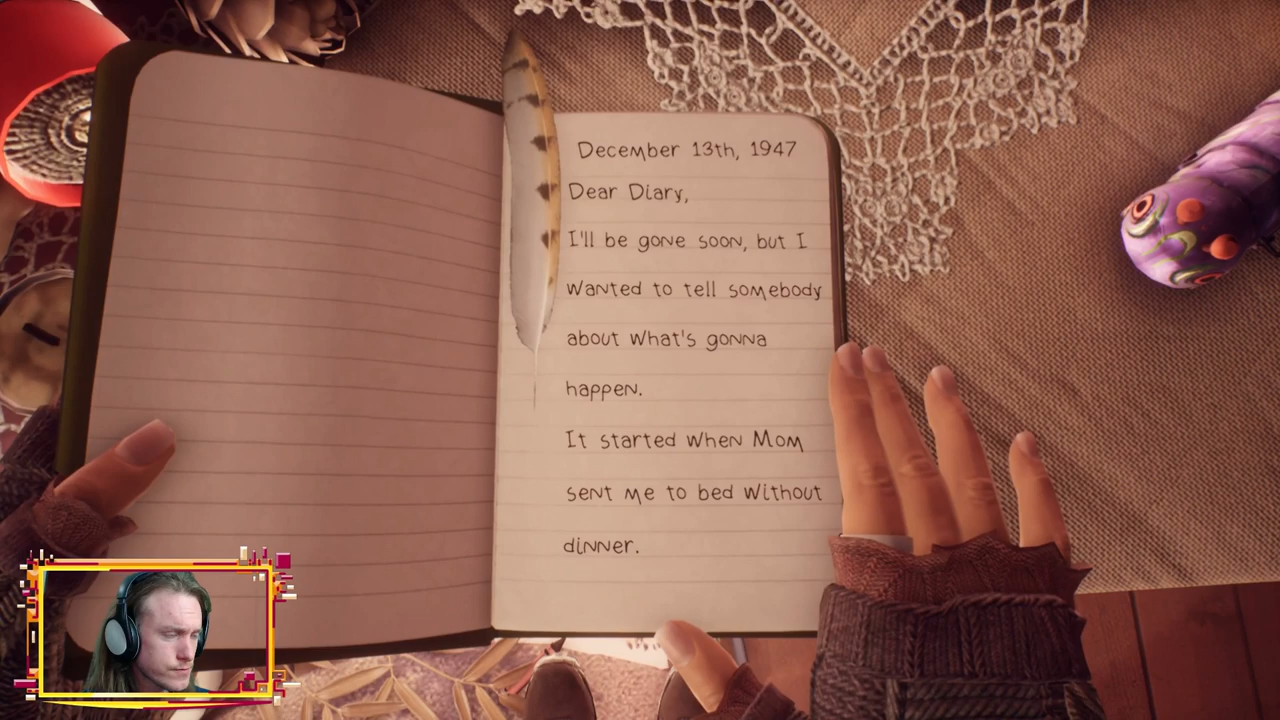 December 13th, 1947
Dear Diary,
I'll be gone soon, but I
wanted to tell somebody
about what's gonna
happen.
It started when Mom
sent me to bed without
dinner.